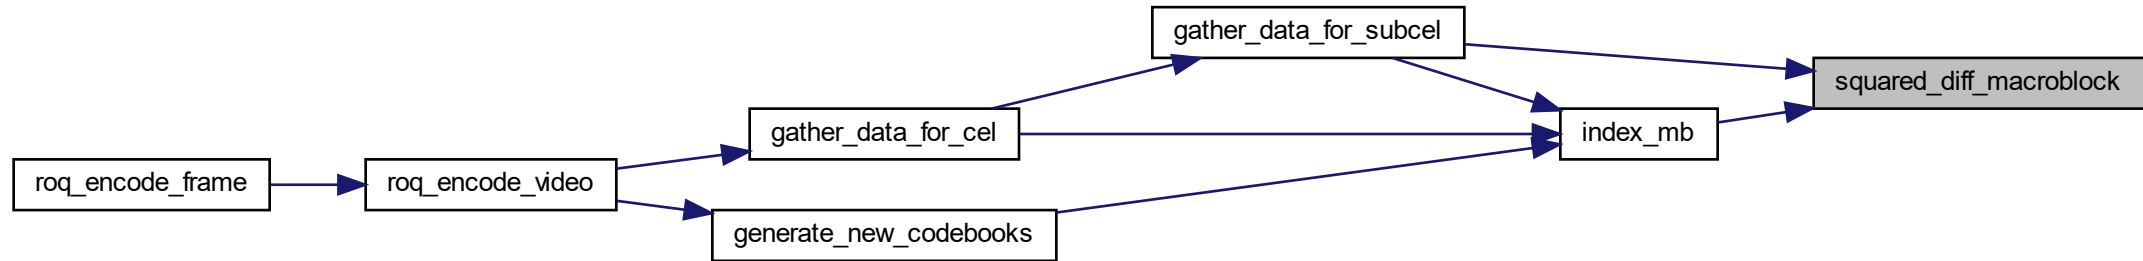 gather_data_for_subcel
squared_diff_macroblock
gather_data_for_cel
index_mb
roq_encode_frame
roq_encode_video
generate_new_codebooks